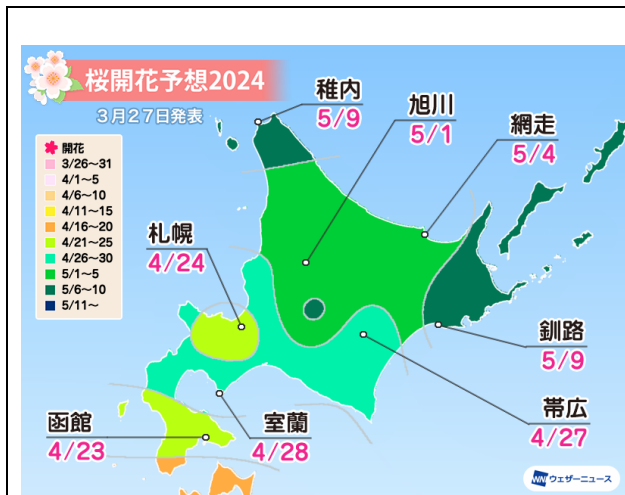 桜開花予想2024
3月27日発表
開花
3/26～31
4/1～5
4/6～10
4/11～15
4/16～20
4/21～25
4/26～30
5/1～5
5/6～10
5/11～
稚内
5/9
旭川
5/1
網走
5/4
札幌
4/24
釧路
5/9
帯広
4/27
函館
4/23
室蘭
4/28
WN ウェザーニュース